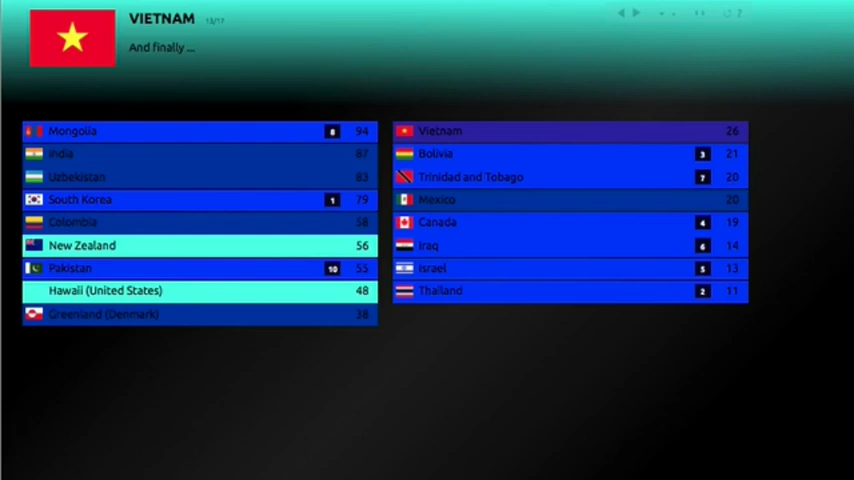 VIETNAM 13/17
And finally ...
Mongolia 8 94
India 87
Uzbekistan 83
South Korea 1 79
Colombia 58
New Zealand 56
Pakistan 10 55
Hawaii (United States) 48
Greenland (Denmark) 38
Vietnam 26
Bolivia 3 21
Trinidad and Tobago 7 20
Mexico 20
Canada 4 19
Iraq 6 14
Israel 5 13
Thailand 2 11